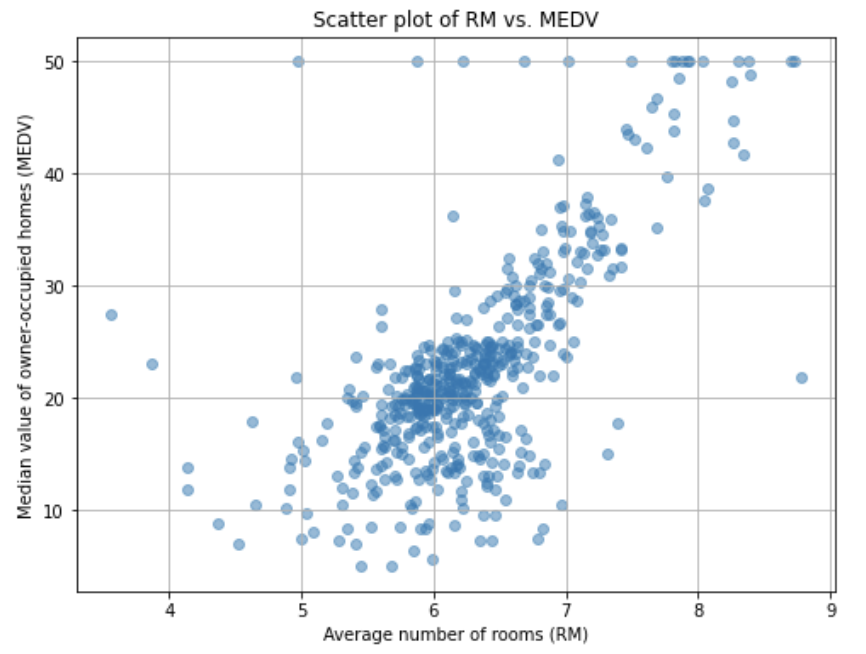 Scatter plot of RM vs. MEDV
Median value of owner-occupied homes (MEDV)
50
40
30
20
10
4 5 6 7 8 9
Average number of rooms (RM)